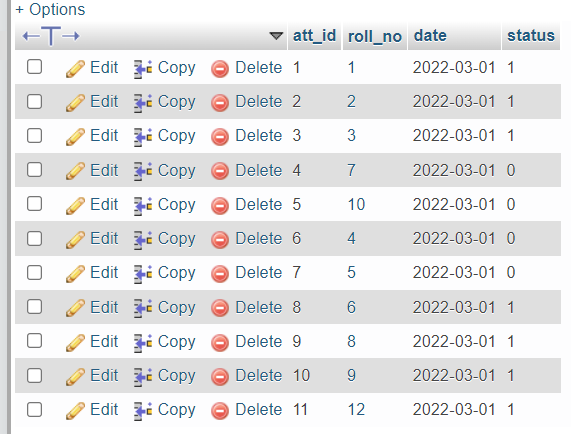 + Options
att_id roll_no date status
Edit Copy Delete 1 1 2022-03-01 1
Edit Copy Delete 2 2 2022-03-01 1
Edit Copy Delete 3 3 2022-03-01 1
Edit Copy Delete 4 7 2022-03-01 0
Edit Copy Delete 5 10 2022-03-01 0
Edit Copy Delete 6 4 2022-03-01 0
Edit Copy Delete 7 5 2022-03-01 0
Edit Copy Delete 8 6 2022-03-01 1
Edit Copy Delete 9 8 2022-03-01 1
Edit Copy Delete 10 9 2022-03-01 1
Edit Copy Delete 11 12 2022-03-01 1